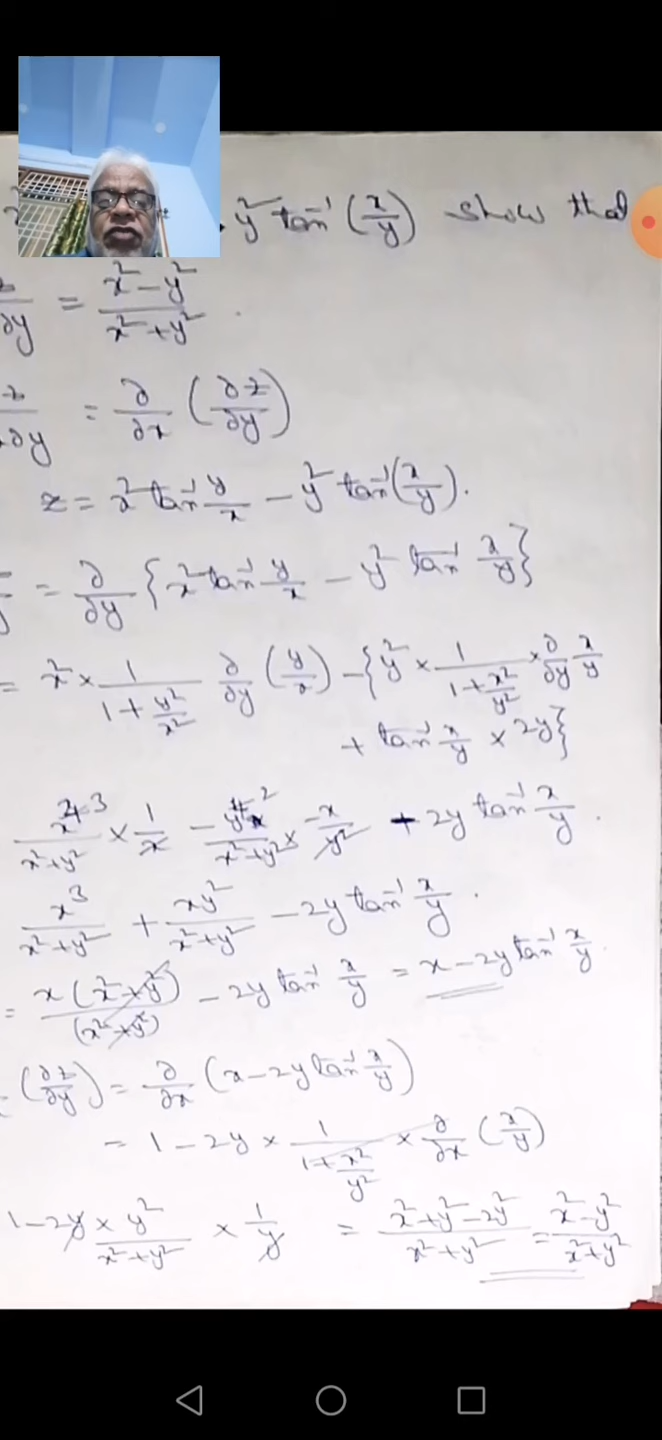 y² tan⁻¹ (x/y) show that
∂y = x²-y² / x²+y² .
∂y = ∂/∂x (∂z/∂y)
z = x² tan⁻¹ y/x - y² tan⁻¹(x/y).
= ∂/∂y {x² tan⁻¹ y/x - y² tan⁻¹ x/y}
= x² × 1/(1+y²/x²) ∂/∂y (y/x) - {y² × 1/(1+x²/y²) × ∂/∂y x/y
+ tan⁻¹ x/y × 2y}
/(x²+y²) × 1/x - /(x²+y²) × -x/y² + 2y tan⁻¹ x/y .
x³/(x²+y²) + xy²/(x²+y²) - 2y tan⁻¹ x/y .
= x(x²+y²)/(x²+y²) - 2y tan⁻¹ x/y = x - 2y tan⁻¹ x/y
(∂z/∂y) = ∂/∂x (x - 2y tan⁻¹ x/y)
= 1 - 2y × 1/(1+x²/y²) × ∂/∂x (x/y)
1 - 2y × y²/(x²+y²) × 1/y = x²+y²-2y² / x²+y² = x²-y² / x²+y²